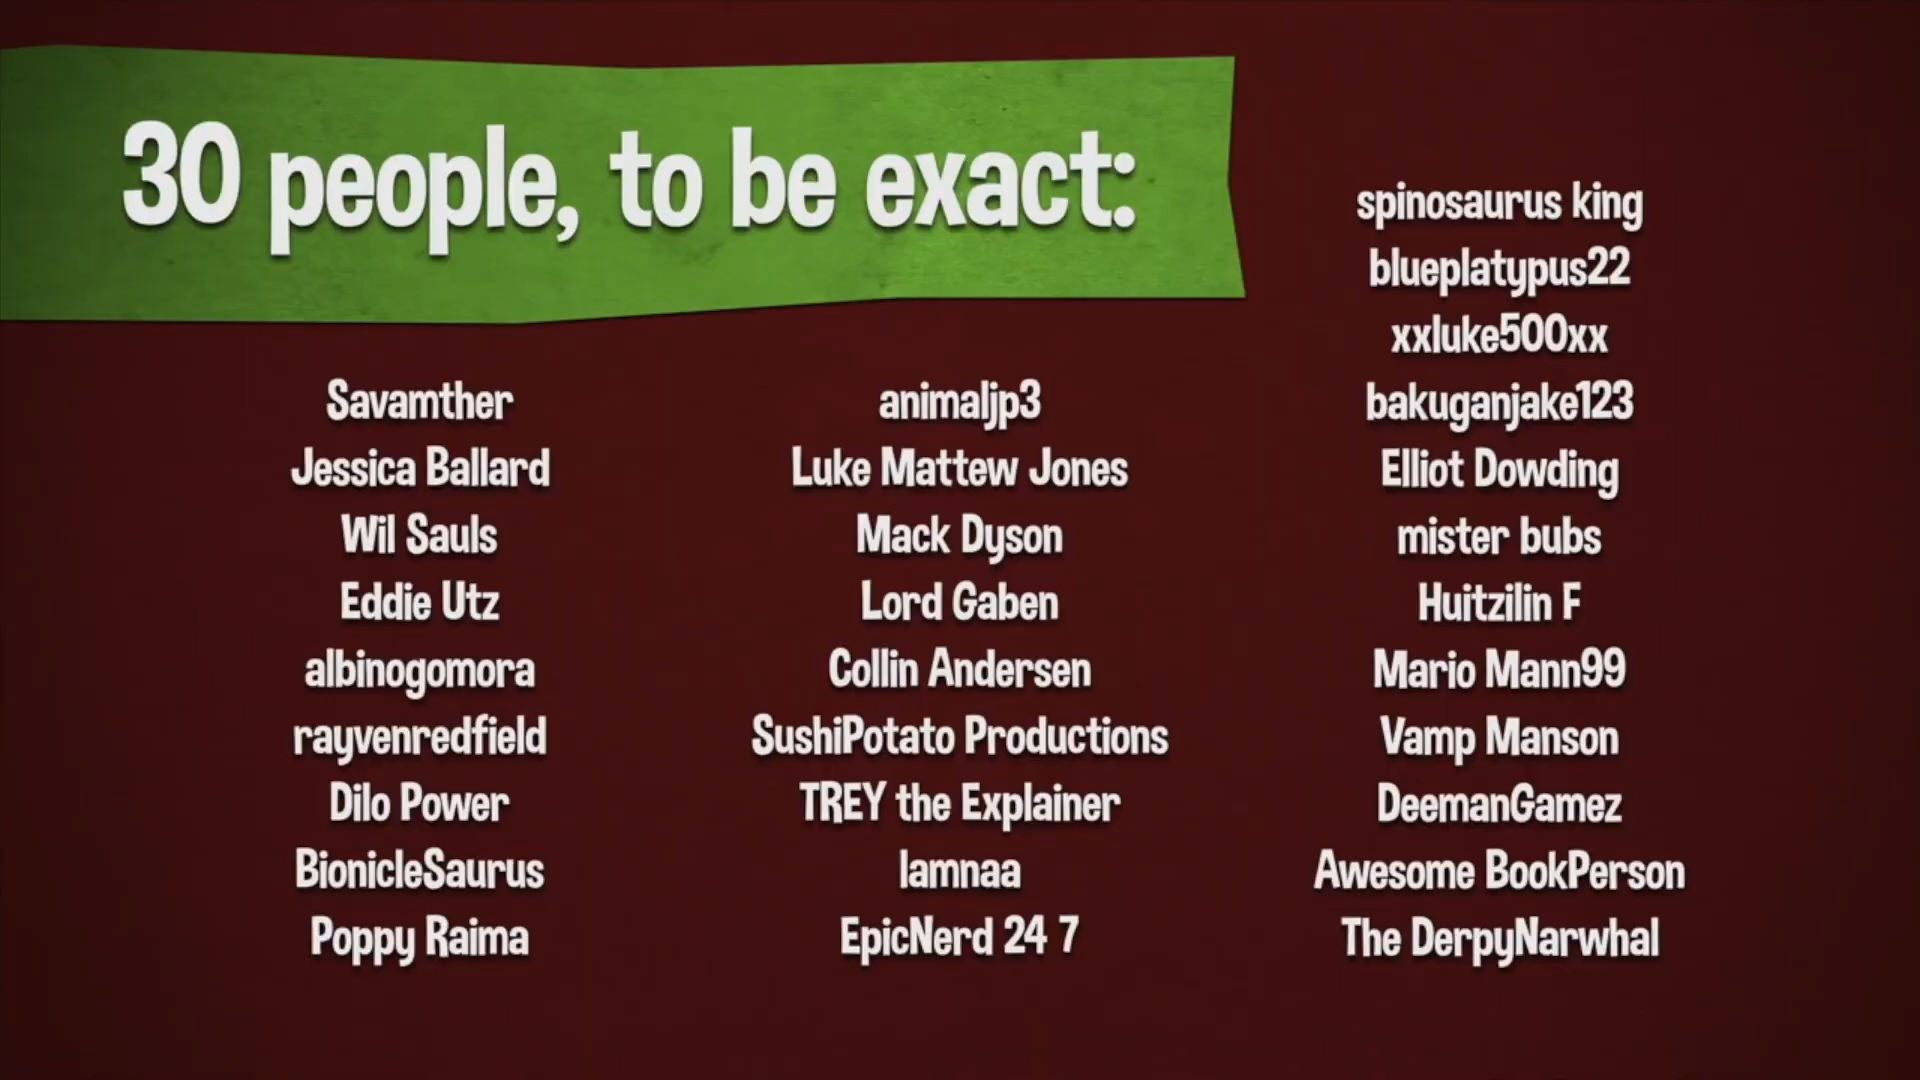 30 people, to be exact:
Savamther
Jessica Ballard
Wil Sauls
Eddie Utz
albinogomora
rayvenredfield
Dilo Power
BionicleSaurus
Poppy Raima
animaljp3
Luke Mattew Jones
Mack Dyson
Lord Gaben
Collin Andersen
SushiPotato Productions
TREY the Explainer
lamnaa
EpicNerd 24 7
spinosaurus king
blueplatypus22
xxluke500xx
bakuganjake123
Elliot Dowding
mister bubs
Huitzilin F
Mario Mann99
Vamp Manson
DeemanGamez
Awesome BookPerson
The DerpyNarwhal